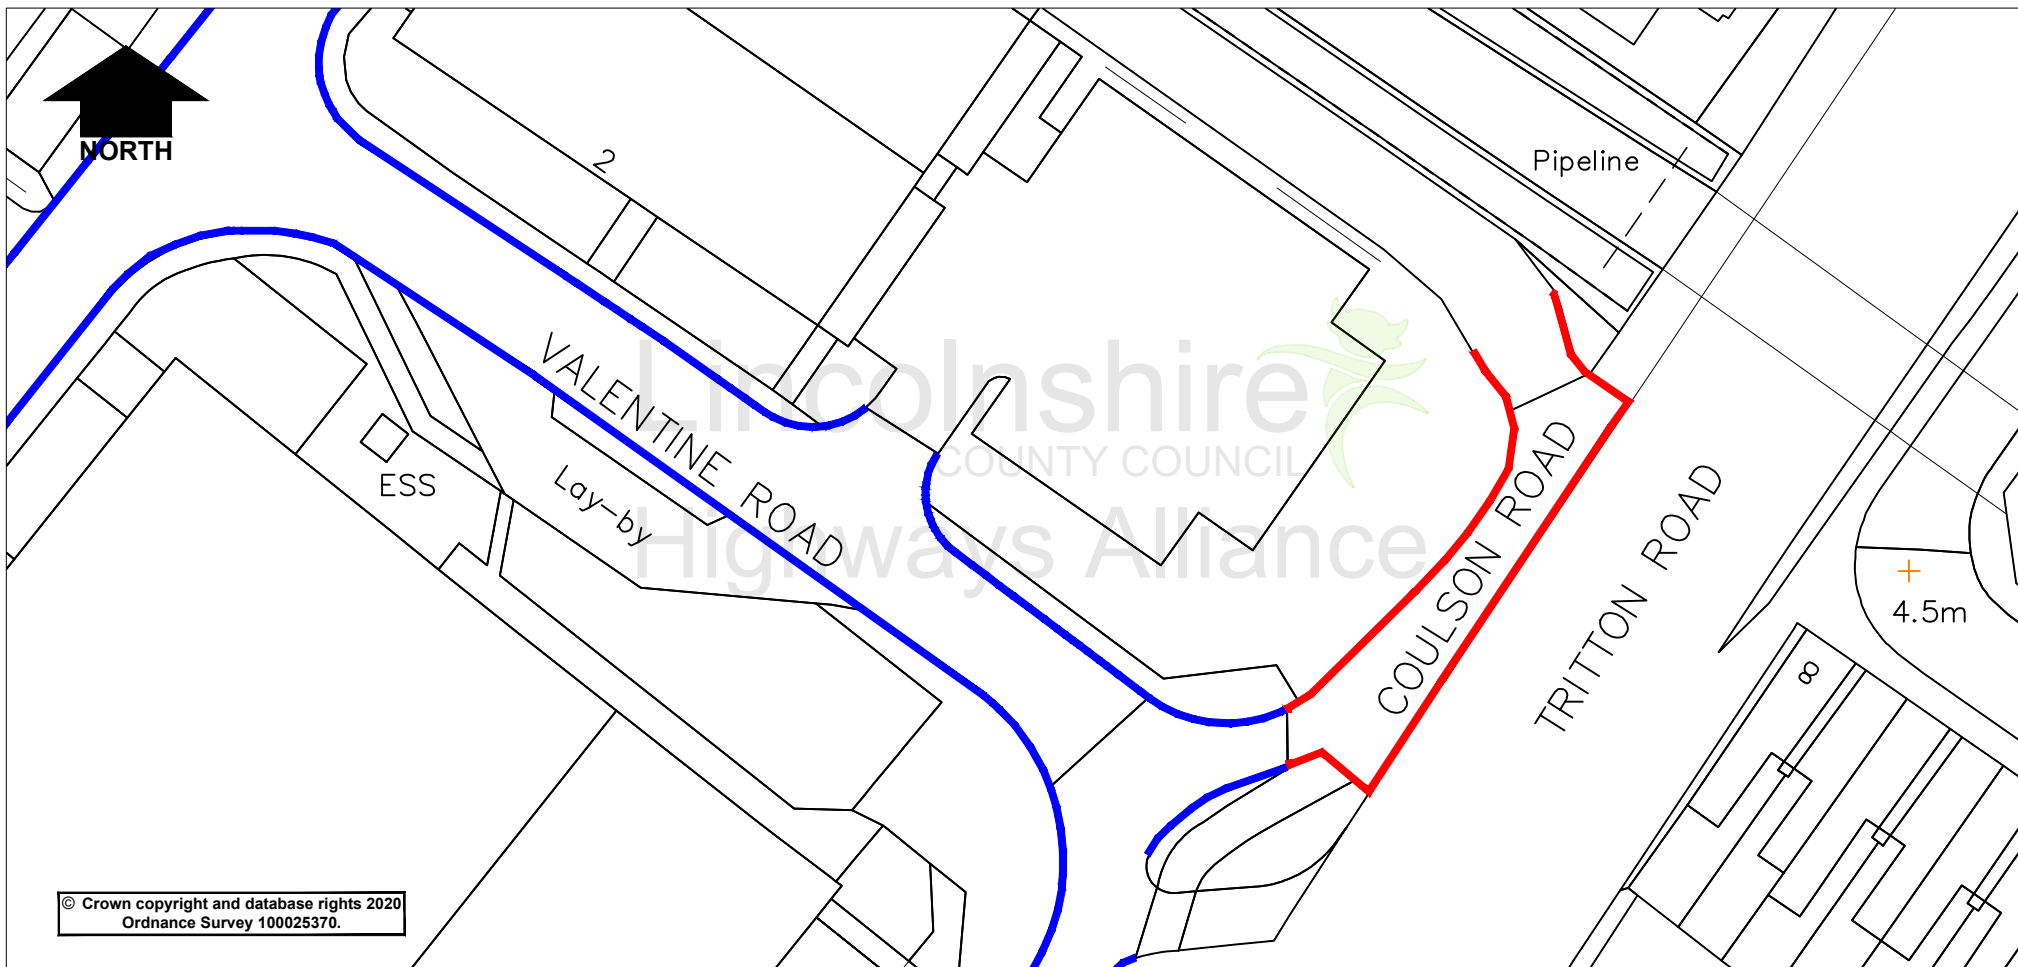 NORTH
2
Pipeline
VALENTINE ROAD
Lincolnshire
COUNTY COUNCIL
Highways Alliance
ESS
Lay-by
COULSON ROAD
TRITTON ROAD
4.5m
8
© Crown copyright and database rights 2020
Ordnance Survey 100025370.